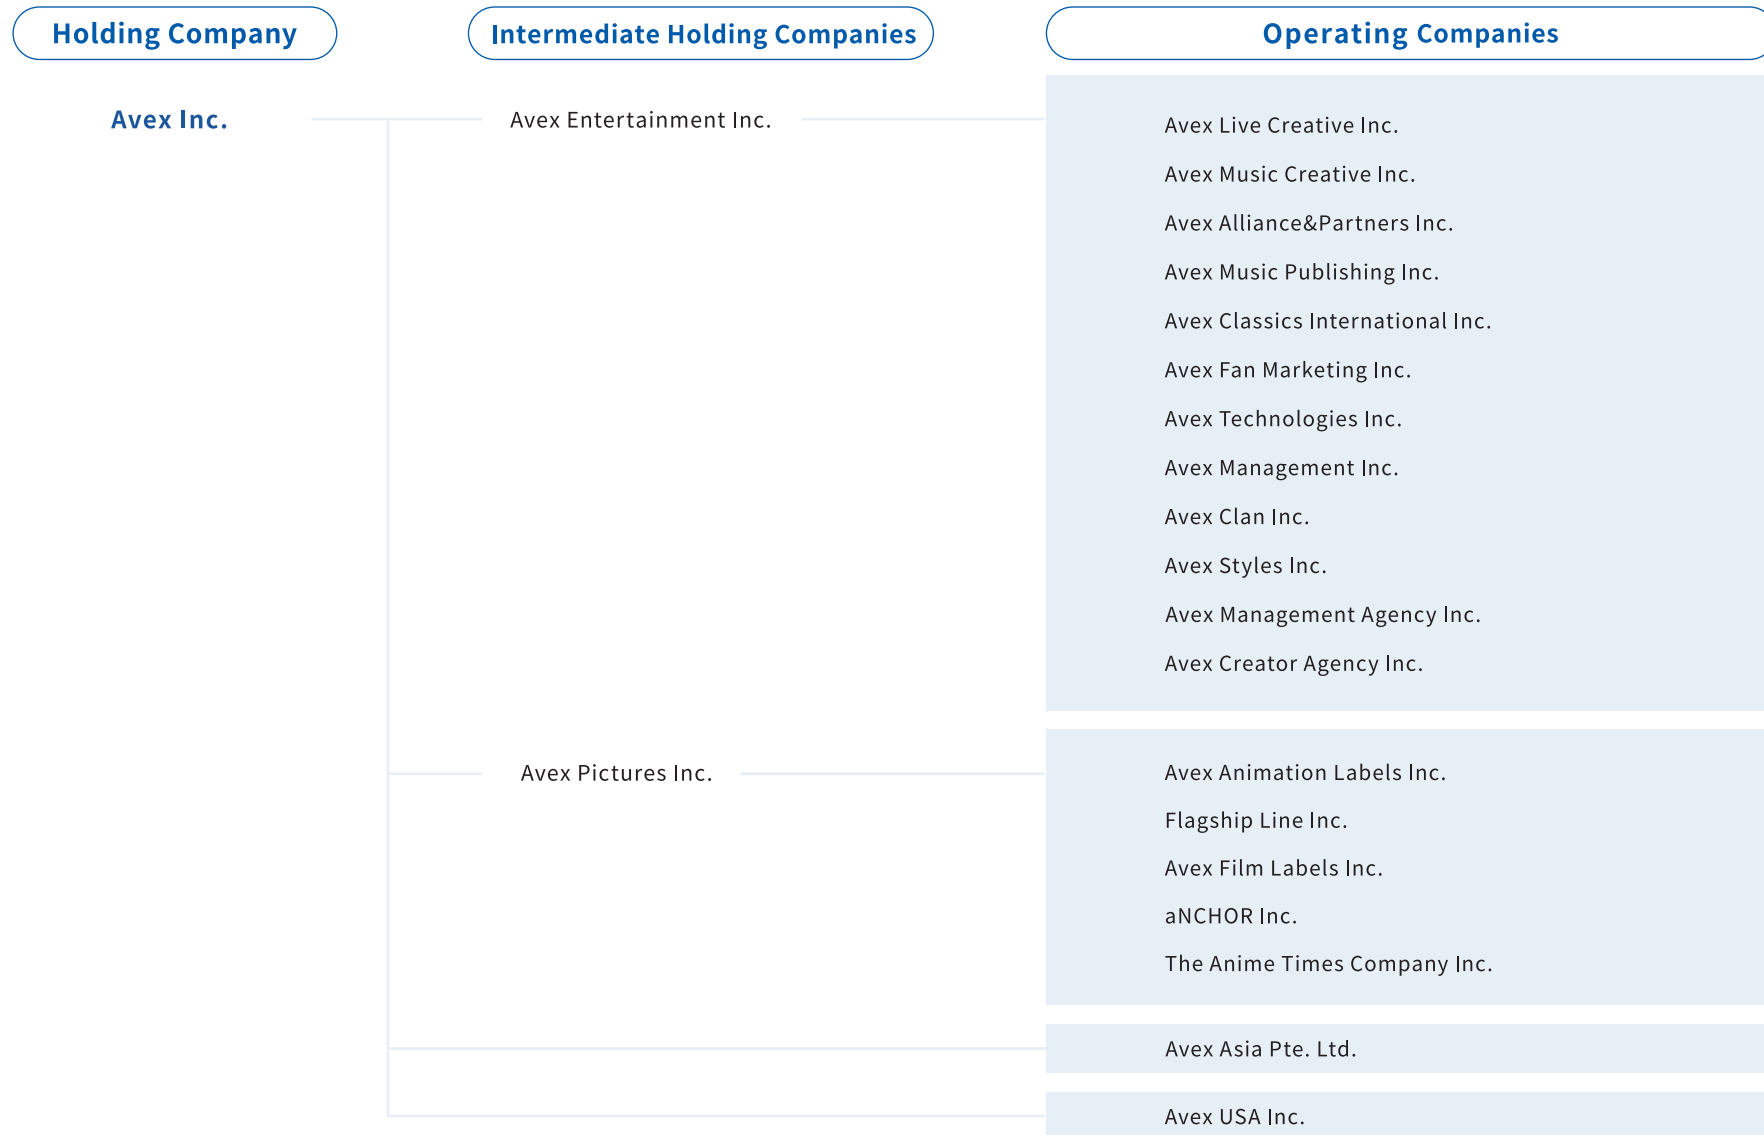 Holding Company
Intermediate Holding Companies
Operating Companies
Avex Inc.
Avex Entertainment Inc.
Avex Live Creative Inc.
Avex Music Creative Inc.
Avex Alliance&Partners Inc.
Avex Music Publishing Inc.
Avex Classics International Inc.
Avex Fan Marketing Inc.
Avex Technologies Inc.
Avex Management Inc.
Avex Clan Inc.
Avex Styles Inc.
Avex Management Agency Inc.
Avex Creator Agency Inc.
Avex Pictures Inc.
Avex Animation Labels Inc.
Flagship Line Inc.
Avex Film Labels Inc.
aNCHOR Inc.
The Anime Times Company Inc.
Avex Asia Pte. Ltd.
Avex USA Inc.